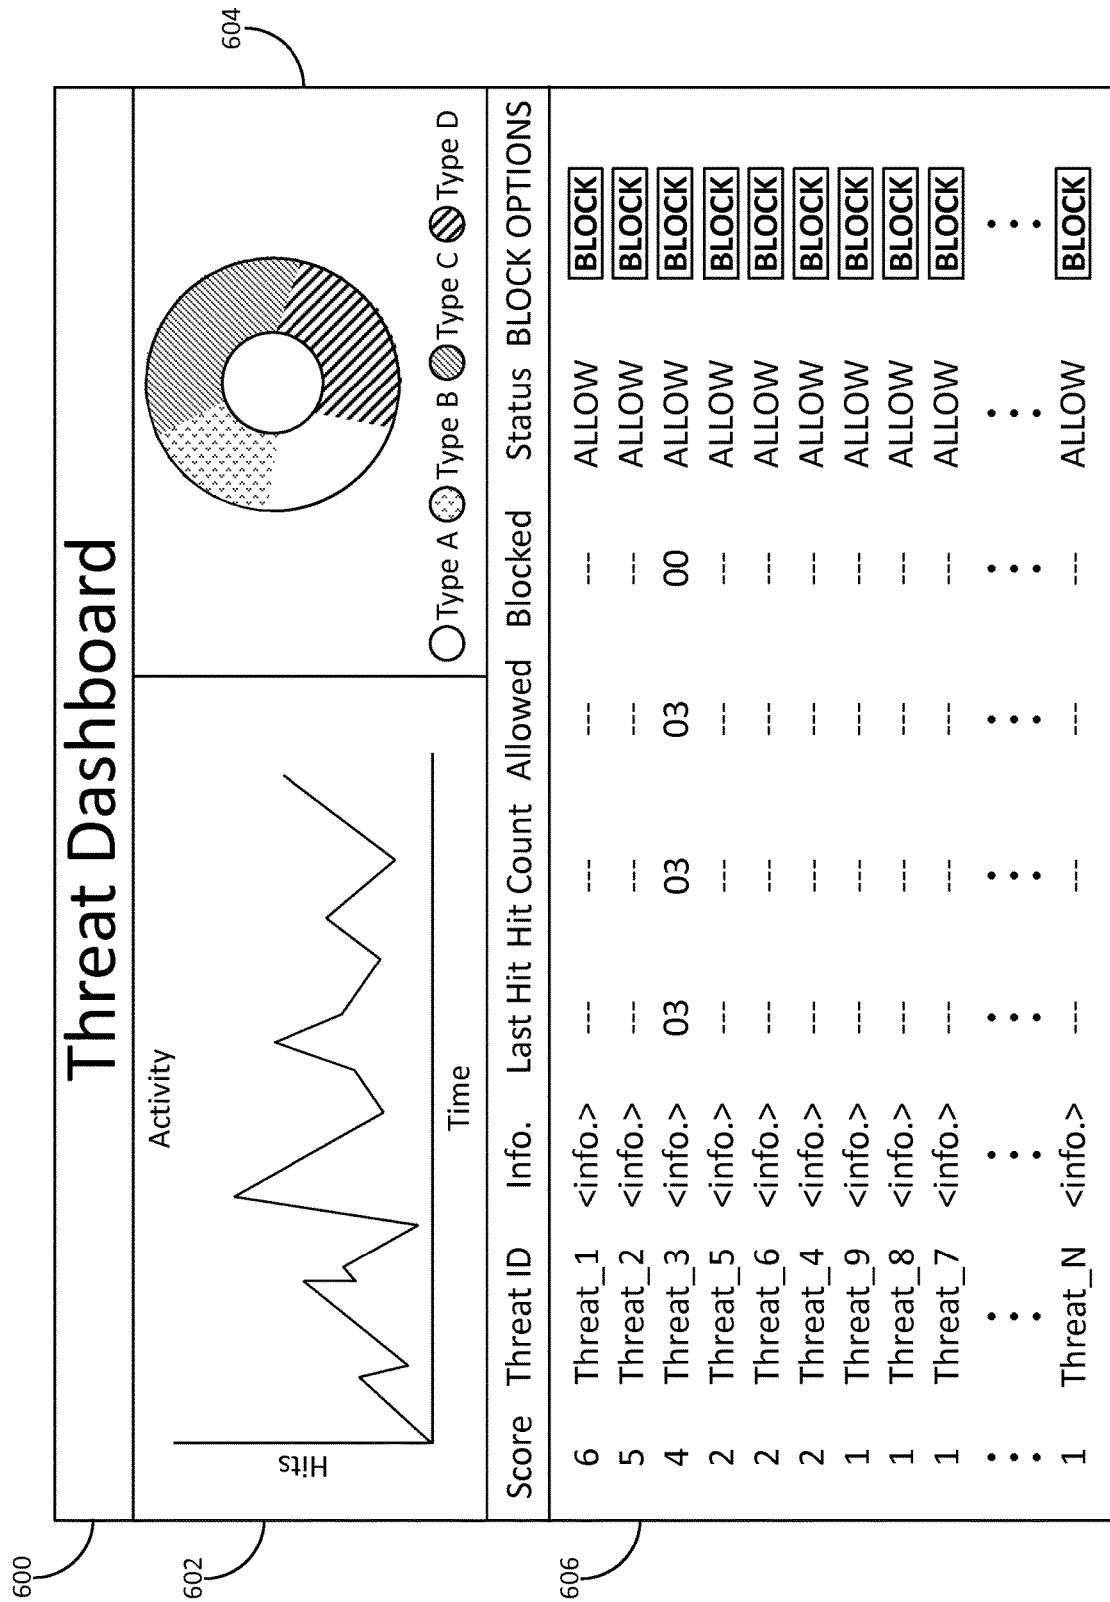 600
Threat Dashboard
602
Activity
Hits
Time
604
Type A Type B Type C Type D
606
Score Threat ID Info. Last Hit Hit Count Allowed Blocked Status BLOCK OPTIONS
6 Threat_1 <info.> --- --- --- --- ALLOW BLOCK
5 Threat_2 <info.> --- --- --- --- ALLOW BLOCK
4 Threat_3 <info.> 03 03 03 00 ALLOW BLOCK
2 Threat_5 <info.> --- --- --- --- ALLOW BLOCK
2 Threat_6 <info.> --- --- --- --- ALLOW BLOCK
2 Threat_4 <info.> --- --- --- --- ALLOW BLOCK
1 Threat_9 <info.> --- --- --- --- ALLOW BLOCK
1 Threat_8 <info.> --- --- --- --- ALLOW BLOCK
1 Threat_7 <info.> --- --- --- --- ALLOW BLOCK
••• ••• ••• ••• ••• ••• ••• ••• •••
1 Threat_N <info.> --- --- --- --- ALLOW BLOCK